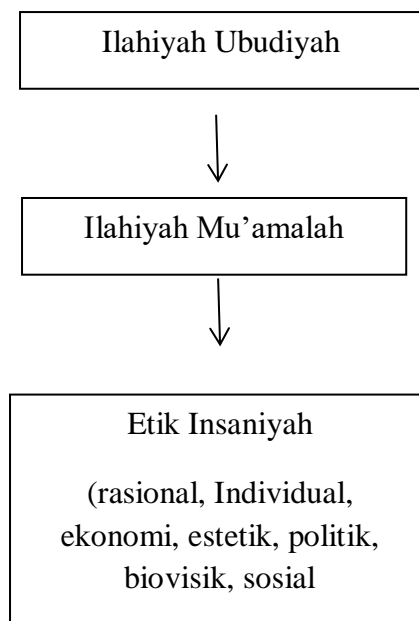 Ilahiyah Ubudiyah
Ilahiyah Mu’amalah
Etik Insaniyah
(rasional, Individual,
ekonomi, estetik, politik,
biovisik, sosial